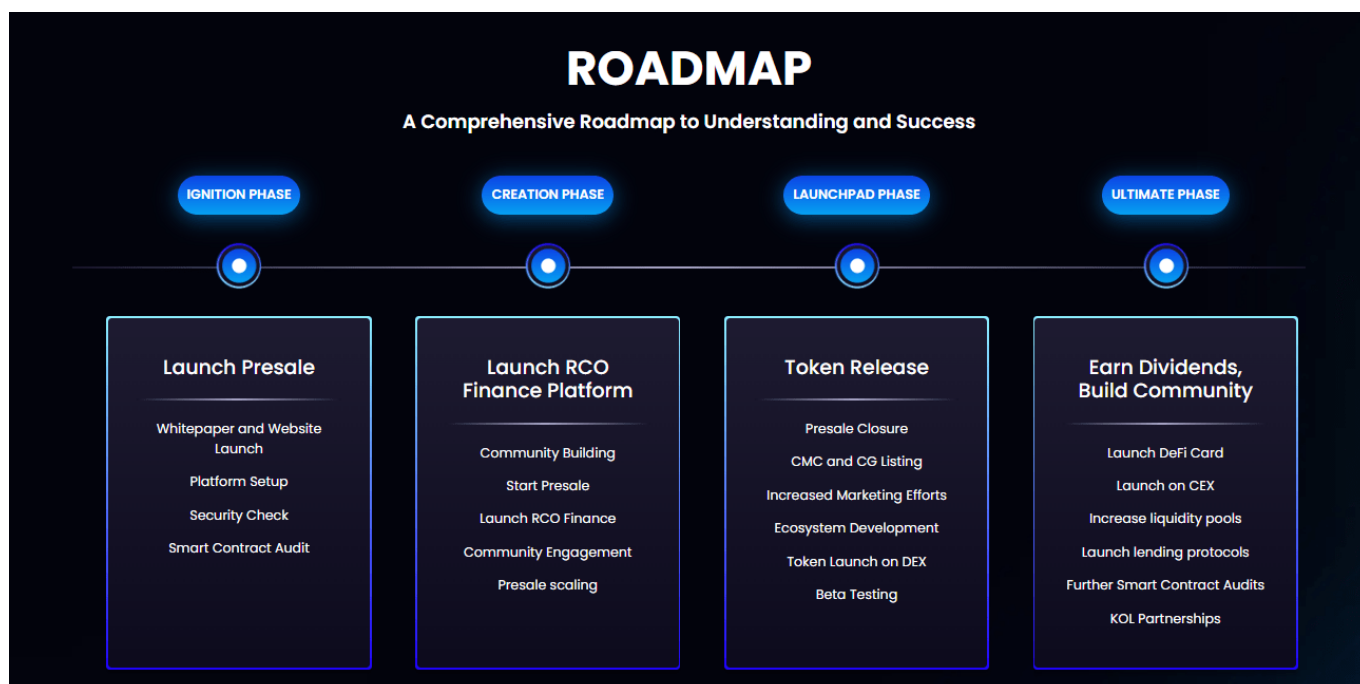 ROADMAP
A Comprehensive Roadmap to Understanding and Success
IGNITION PHASE
CREATION PHASE
LAUNCHPAD PHASE
ULTIMATE PHASE
Launch Presale
Whitepaper and Website
Launch
Platform Setup
Security Check
Smart Contract Audit
Launch RCO
Finance Platform
Community Building
Start Presale
Launch RCO Finance
Community Engagement
Presale scaling
Token Release
Presale Closure
CMC and CG Listing
Increased Marketing Efforts
Ecosystem Development
Token Launch on DEX
Beta Testing
Earn Dividends,
Build Community
Launch DeFi Card
Launch on CEX
Increase liquidity pools
Launch lending protocols
Further Smart Contract Audits
KOL Partnerships